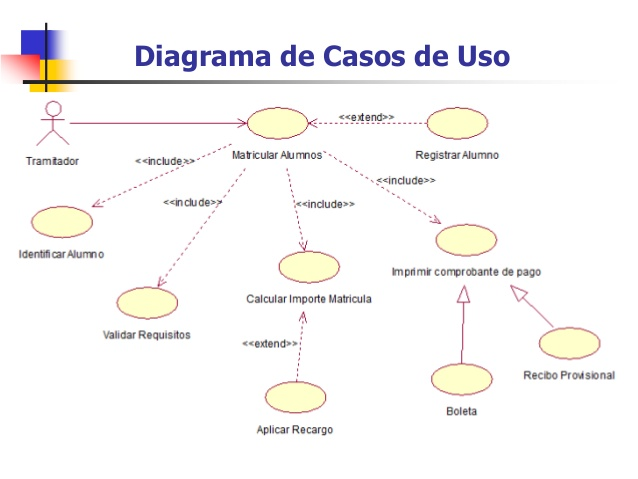 Diagrama de Casos de Uso
<<extend>>
Tramitador
<<include>>
Matricular Alumnos
Registrar Alumno
<<include>>
<<include>>
<<include>>
Identificar Alumno
Imprimir comprobante de pago
Calcular Importe Matricula
Validar Requisitos
<<extend>>
Recibo Provisional
Boleta
Aplicar Recargo